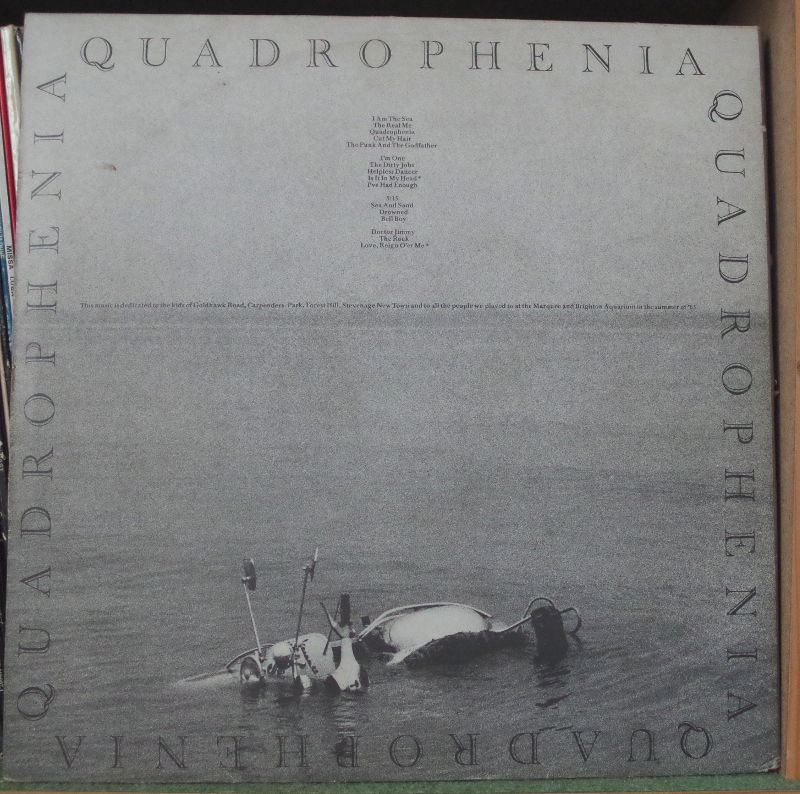 QUADROPHENIA
QUADROPHENIA
QUADROPHENIA
QUADROPHENIA
I Am The Sea
The Real Me
Quadrophenia
Cut My Hair
The Punk And The Godfather
I'm One
The Dirty Jobs
Helpless Dancer
Is It In My Head*
I've Had Enough
5:15
Sea And Sand
Drowned
Bell Boy
Doctor Jimmy
The Rock
Love, Reign O'er Me*
This music is dedicated to the kids of Goldhawk Road, Carpenders Park, Forest Hill, Stevenage New Town and to all the people we played to at the Marquee and Brighton Aquarium in the summer of '65
MISSA